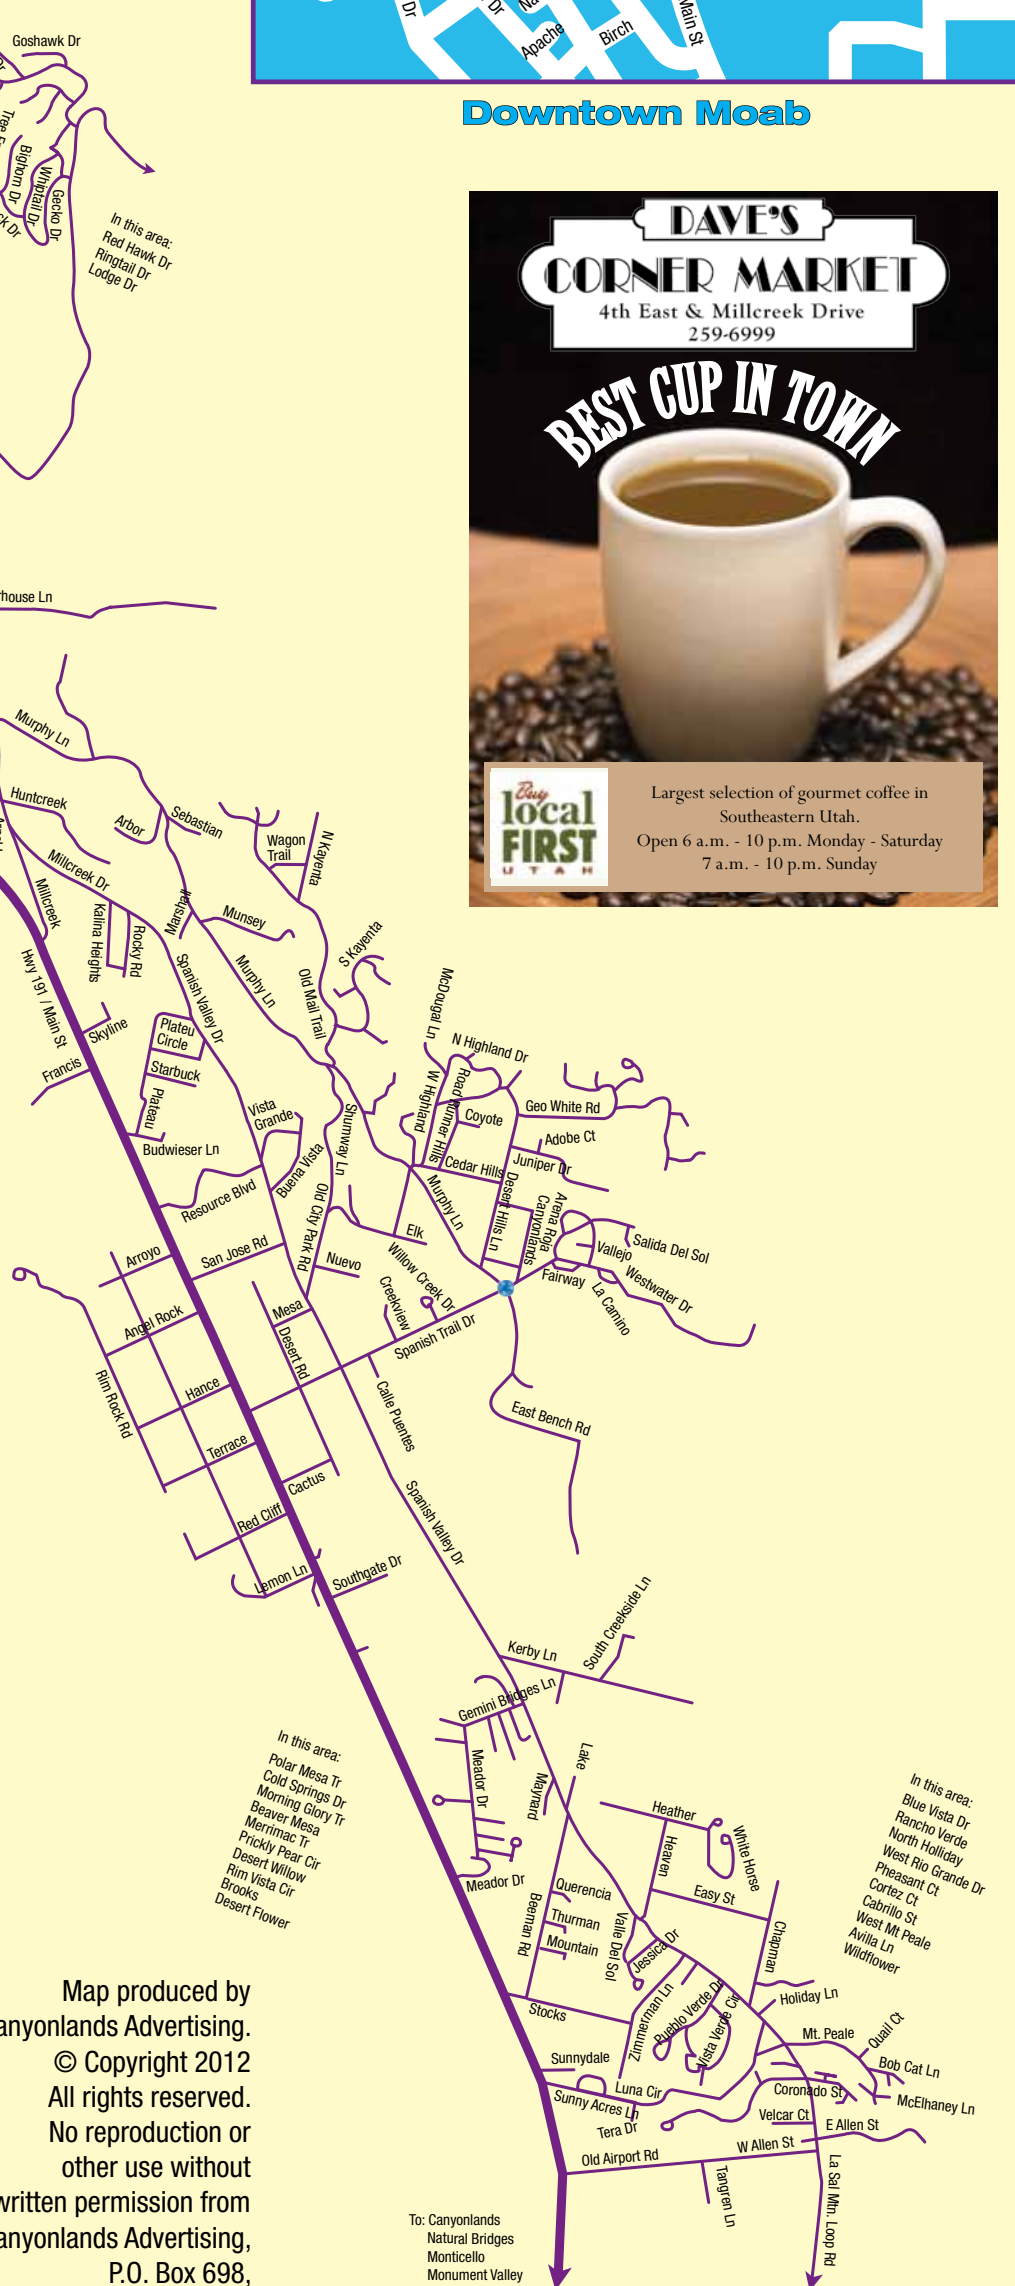 Dr
Dr
Apache
Birch
Main St
Downtown Moab
Goshawk Dr
Bighorn Dr
Whiptail Dr
Gecko Dr
In this area:
Red Hawk Dr
Ringtail Dr
Lodge Dr
DAVE'S
CORNER MARKET
4th East & Millcreek Drive
259-6999
BEST CUP IN TOWN
Buy
local
FIRST
UTAH
Largest selection of gourmet coffee in
Southeastern Utah.
Open 6 a.m. - 10 p.m. Monday - Saturday
7 a.m. - 10 p.m. Sunday
house Ln
Murphy Ln
Huntcreek
Arbor
Sebastian
Wagon
Trail
N Kayenta
Millcreek Dr
Millcreek
Kalina Heights
Rocky Rd
Marshall
Munsey
S Kayenta
Hwy 191 / Main St
Spanish Valley Dr
Murphy Ln
Old Mail Trail
McDougal Ln
N Highland Dr
Skyline
Plateu
Circle
Francis
Starbuck
Plateau
Budwieser Ln
Vista
Grande
Shumway Ln
W Highland
Road Runner Hills
Coyote
Geo White Rd
Adobe Ct
Cedar Hills
Juniper Dr
Buena Vista
Resource Blvd
Old City Park Rd
Murphy Ln
Desert Hills Ln
Canyonlands
Arena Roja
Elk
Willow Creek Dr
Vallejo
Salida Del Sol
Arroyo
San Jose Rd
Nuevo
Creekview
Fairway
La Camino
Westwater Dr
Angel Rock
Mesa
Desert Rd
Spanish Trail Dr
Rim Rock Rd
Hance
Calle Puentes
East Bench Rd
Terrace
Cactus
Spanish Valley Dr
Red Cliff
Lemon Ln
Southgate Dr
Kerby Ln
South Creekside Ln
Gemini Bridges Ln
In this area:
Polar Mesa Tr
Cold Springs Dr
Morning Glory Tr
Beaver Mesa
Merrimac Tr
Prickly Pear Cir
Desert Willow
Rim Vista Cir
Brooks
Desert Flower
Meador Dr
Maynard
Lake
Heather
Heaven
White Horse
In this area:
Blue Vista Dr
Rancho Verde
North Holliday
West Rio Grande Dr
Pheasant Ct
Cortez Ct
Cabrillo St
West Mt Peale
Avilla Ln
Wildflower
Meador Dr
Querencia
Easy St
Beeman Rd
Thurman
Mountain
Valle Del Sol
Jessica Dr
Chapman
Stocks
Zimmerman Ln
Pueblo Verde Dr
Vista Verde Cir
Holiday Ln
Mt. Peale
Quail Ct
Bob Cat Ln
McElhaney Ln
Sunnydale
Luna Cir
Coronado St
Sunny Acres Ln
Tera Dr
Velcar Ct
E Allen St
W Allen St
Old Airport Rd
Tangren Ln
La Sal Mtn. Loop Rd
Map produced by
anyonlands Advertising.
© Copyright 2012
All rights reserved.
No reproduction or
other use without
written permission from
anyonlands Advertising,
P.O. Box 698,
To: Canyonlands
Natural Bridges
Monticello
Monument Valley